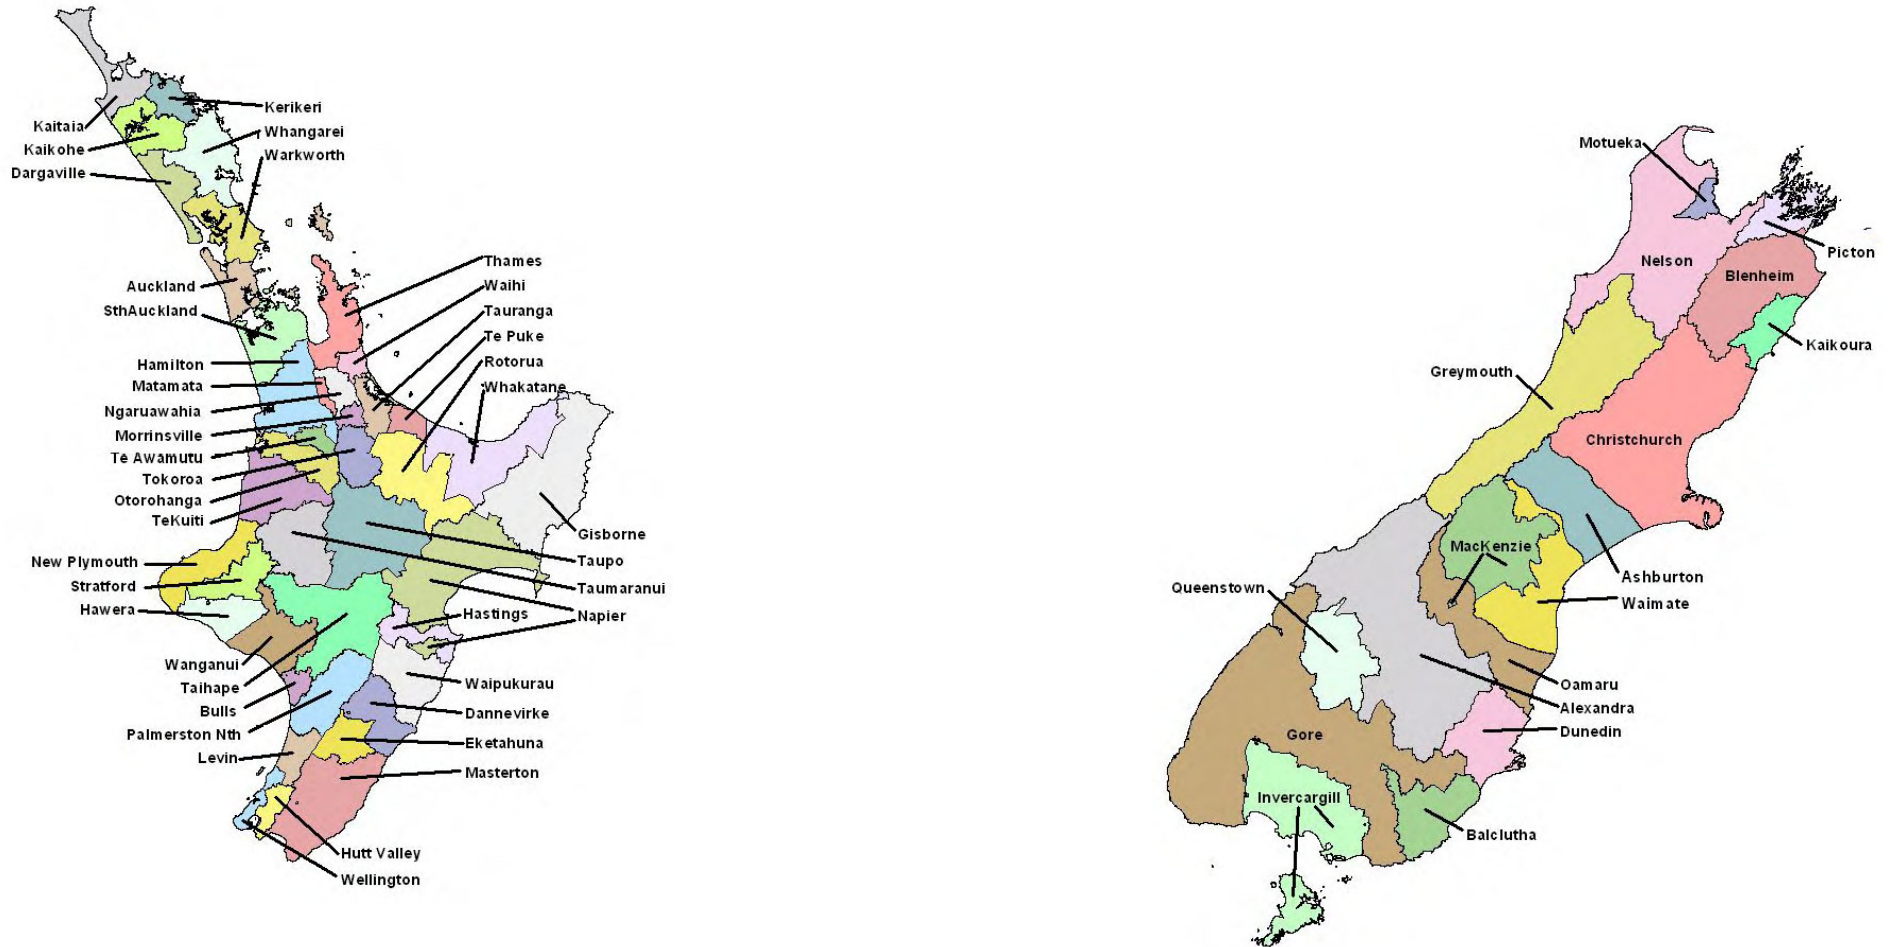 Kerikeri
Kaitaia
Whangarei
Kaikohe
Warkworth
Dargaville
Thames
Auckland
Waihi
SthAuckland
Tauranga
Te Puke
Hamilton
Rotorua
Matamata
Whakatane
Ngaruawahia
Morrinsville
Te Awamutu
Tokoroa
Otorohanga
TeKuiti
Gisborne
New Plymouth
Taupo
Stratford
Taumaranui
Hawera
Hastings
Napier
Wanganui
Taihape
Waipukurau
Bulls
Dannevirke
Palmerston Nth
Eketahuna
Levin
Masterton
Hutt Valley
Wellington
Motueka
Picton
Nelson
Blenheim
Kaikoura
Greymouth
Christchurch
MacKenzie
Ashburton
Queenstown
Waimate
Oamaru
Alexandra
Dunedin
Gore
Invercargill
Balclutha